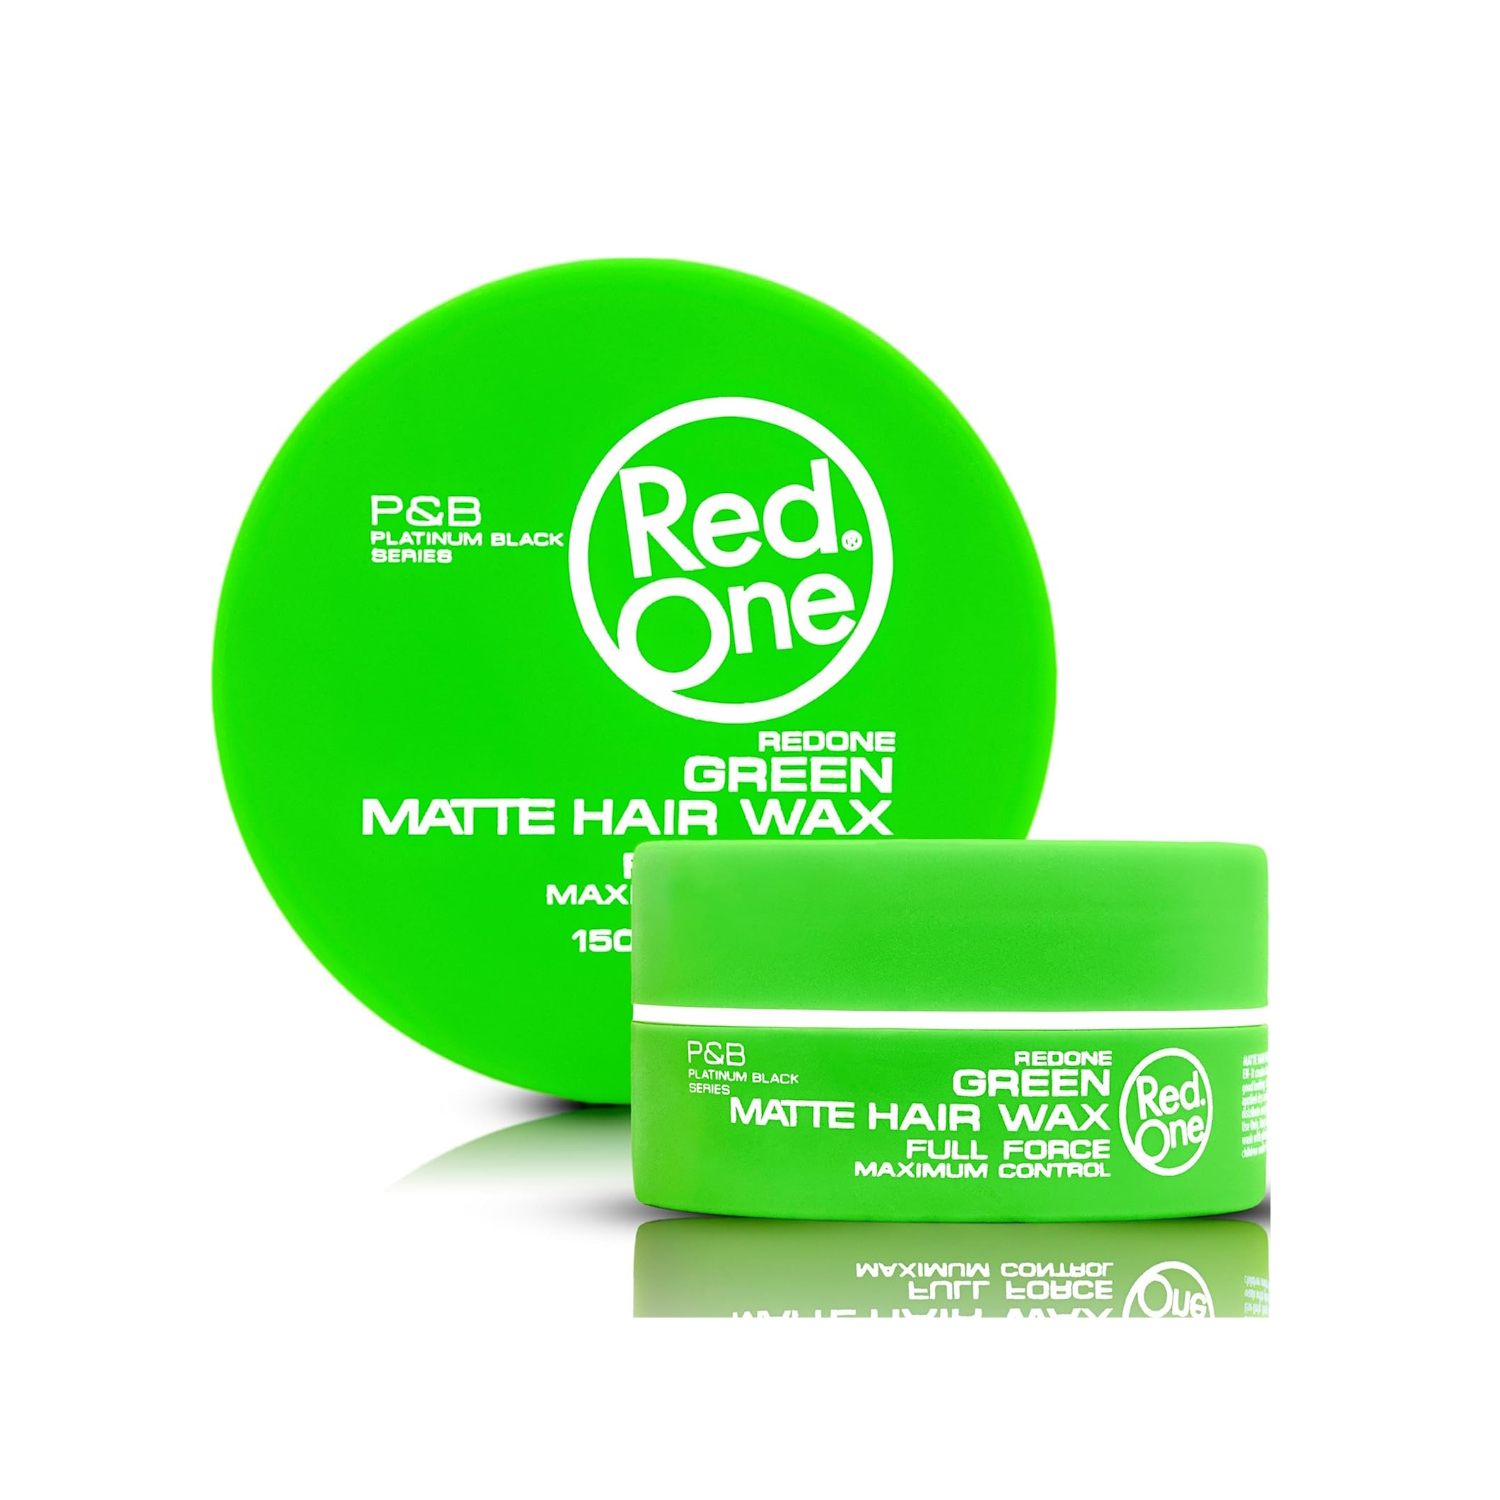 P&B
PLATINUM BLACK
SERIES
Red.
One
REDONE
GREEN
MATTE HAIR WAX
MAXI
150
P&B
PLATINUM BLACK
SERIES
REDONE
GREEN
MATTE HAIR WAX
FULL FORCE
MAXIMUM CONTROL
Red.
One